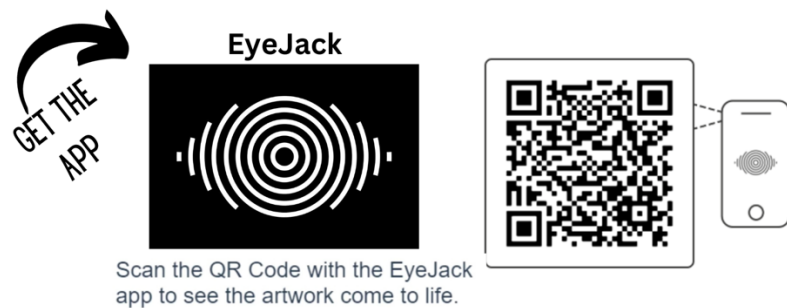 EyeJack
GET THE
APP
Scan the QR Code with the EyeJack
app to see the artwork come to life.